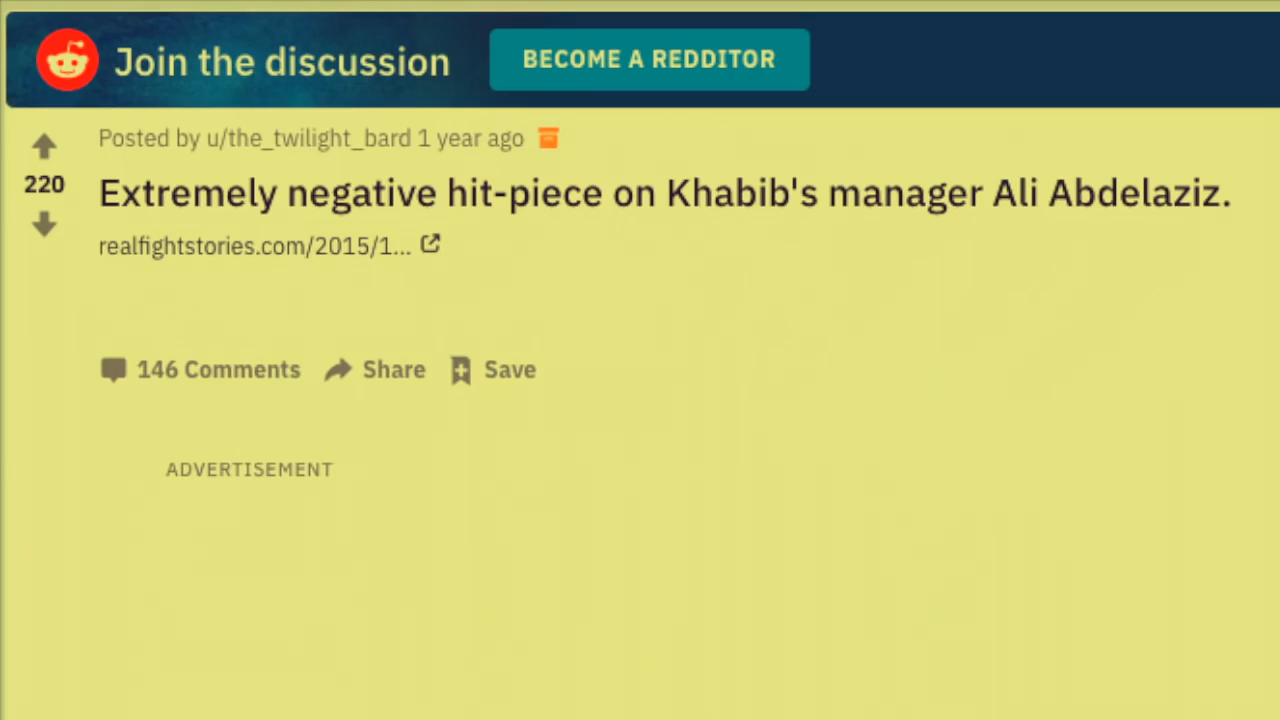 Join the discussion
BECOME A REDDITOR
Posted by u/the_twilight_bard 1 year ago
220
Extremely negative hit-piece on Khabib's manager Ali Abdelaziz.
realfightstories.com/2015/1...
146 Comments Share Save
ADVERTISEMENT